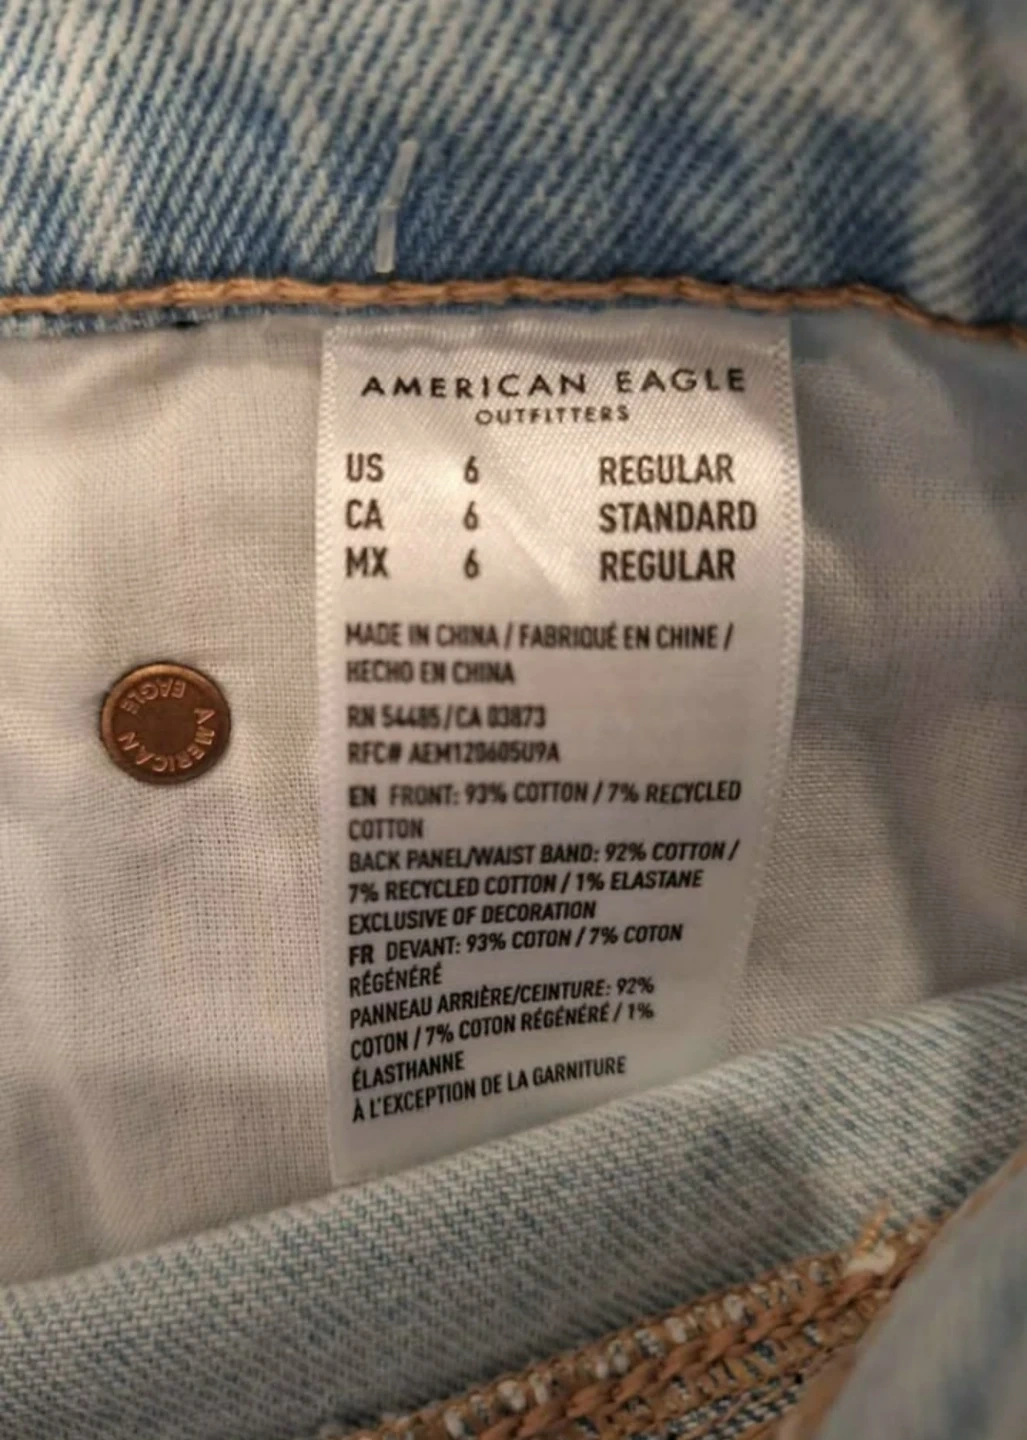 AMERICAN EAGLE
OUTFITTERS
US 6 REGULAR
CA 6 STANDARD
MX 6 REGULAR
MADE IN CHINA / FABRIQUÉ EN CHINE /
HECHO EN CHINA
RN 54485/CA 03873
RFC# AEM120605U9A
EN FRONT: 93% COTTON / 7% RECYCLED
COTTON
BACK PANEL/WAIST BAND: 92% COTTON /
7% RECYCLED COTTON / 1% ELASTANE
EXCLUSIVE OF DECORATION
FR DEVANT: 93% COTON / 7% COTON
RÉGÉNÉRÉ
PANNEAU ARRIÈRE/CEINTURE: 92%
COTON / 7% COTON RÉGÉNÉRÉ / 1%
ÉLASTHANNE
À L'EXCEPTION DE LA GARNITURE
AMERICAN EAGLE